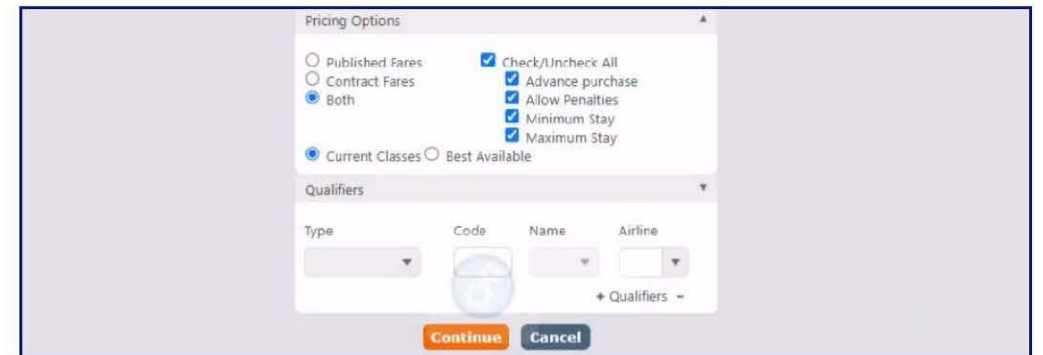 Pricing Options
Published Fares
Check/Uncheck All
Contract Fares
Advance purchase
Both
Allow Penalties
Minimum Stay
Maximum Stay
Current Classes Best Available
Qualifiers
Type Code Name Airline
+ Qualifiers -
Continue Cancel